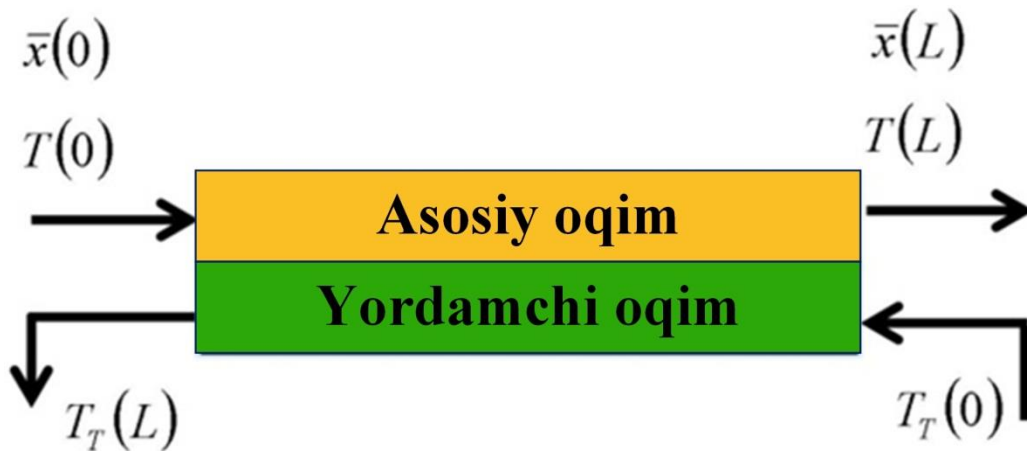 x̅(0) x̅(L)
T(0) T(L)
Asosiy oqim
Yordamchi oqim
T_T(L) T_T(0)